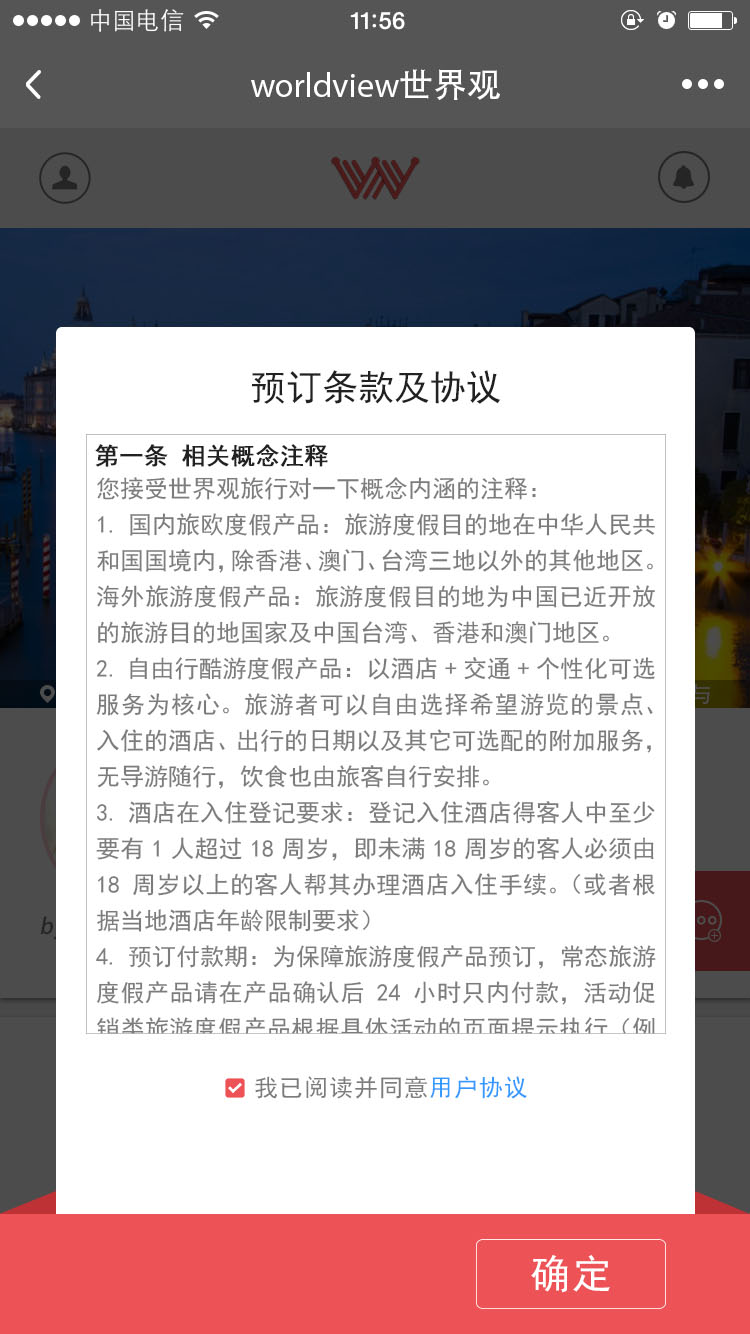 中国电信
11:56
worldview世界观
预订条款及协议
第一条 相关概念注释
您接受世界观旅行对一下概念内涵的注释：
1. 国内旅欧度假产品：旅游度假目的地在中华人民共
和国国境内，除香港、澳门、台湾三地以外的其他地区。
海外旅游度假产品：旅游度假目的地为中国已近开放
的旅游目的地国家及中国台湾、香港和澳门地区。
2. 自由行酷游度假产品：以酒店 + 交通 + 个性化可选
服务为核心。旅游者可以自由选择希望游览的景点、
入住的酒店、出行的日期以及其它可选配的附加服务，
无导游随行，饮食也由旅客自行安排。
3. 酒店在入住登记要求：登记入住酒店得客人中至少
要有 1 人超过 18 周岁，即未满 18 周岁的客人必须由
18 周岁以上的客人帮其办理酒店入住手续。（或者根
据当地酒店年龄限制要求）
4. 预订付款期：为保障旅游度假产品预订，常态旅游
度假产品请在产品确认后 24 小时只内付款，活动促
销类旅游度假产品根据具体活动的页面提示执行（例
与
我已阅读并同意用户协议
确定